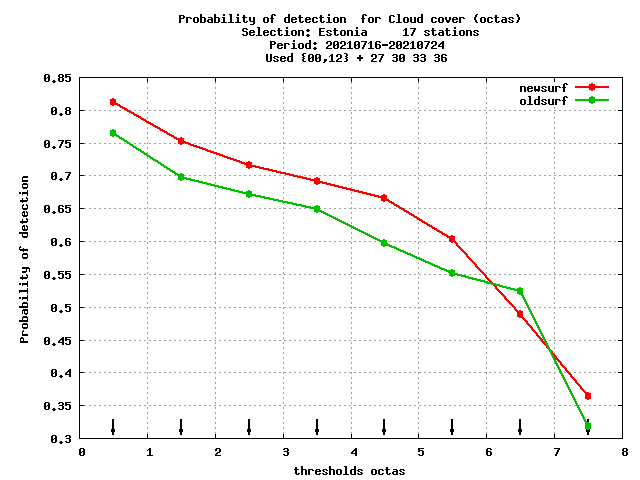 Probability of detection  for Cloud cover (octas)
Selection: Estonia     17 stations
Period: 20210716-20210724
Used {00,12} + 27 30 33 36
newsurf
oldsurf
Probability of detection
0.85
0.8
0.75
0.7
0.65
0.6
0.55
0.5
0.45
0.4
0.35
0.3
0 1 2 3 4 5 6 7 8
thresholds octas